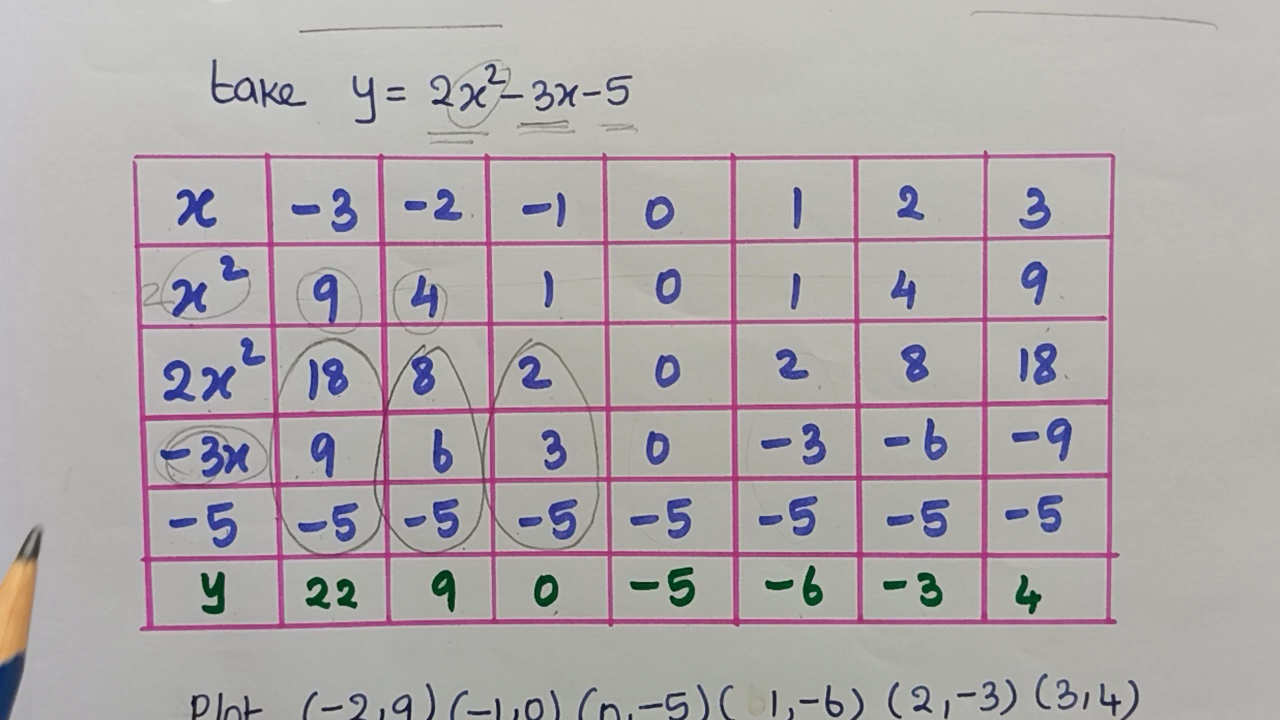 take y = 2x² - 3x - 5
x -3 -2 -1 0 1 2 3
x² 9 4 1 0 1 4 9
2x² 18 8 2 0 2 8 18
-3x 9 6 3 0 -3 -6 -9
-5 -5 -5 -5 -5 -5 -5 -5
y 22 9 0 -5 -6 -3 4
Plot (-2,9) (-1,0) (0,-5) (1,-6) (2,-3) (3,4)